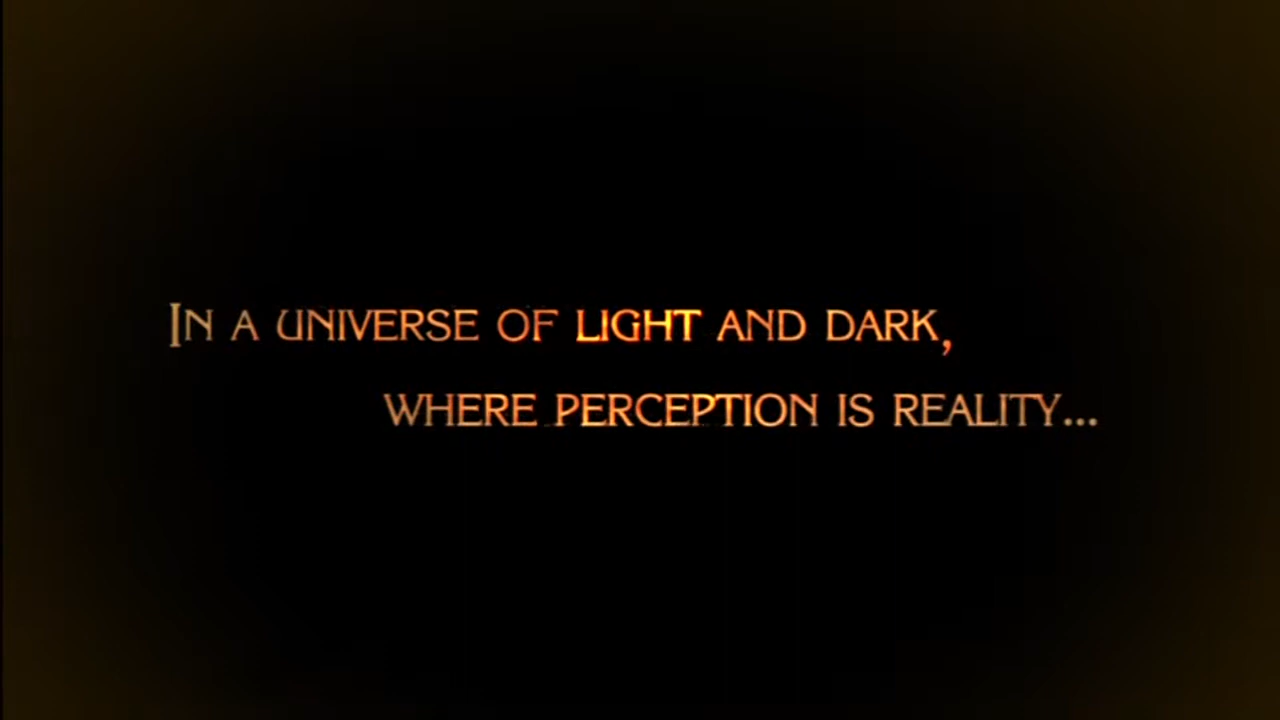 In a universe of light and dark,
where perception is reality...